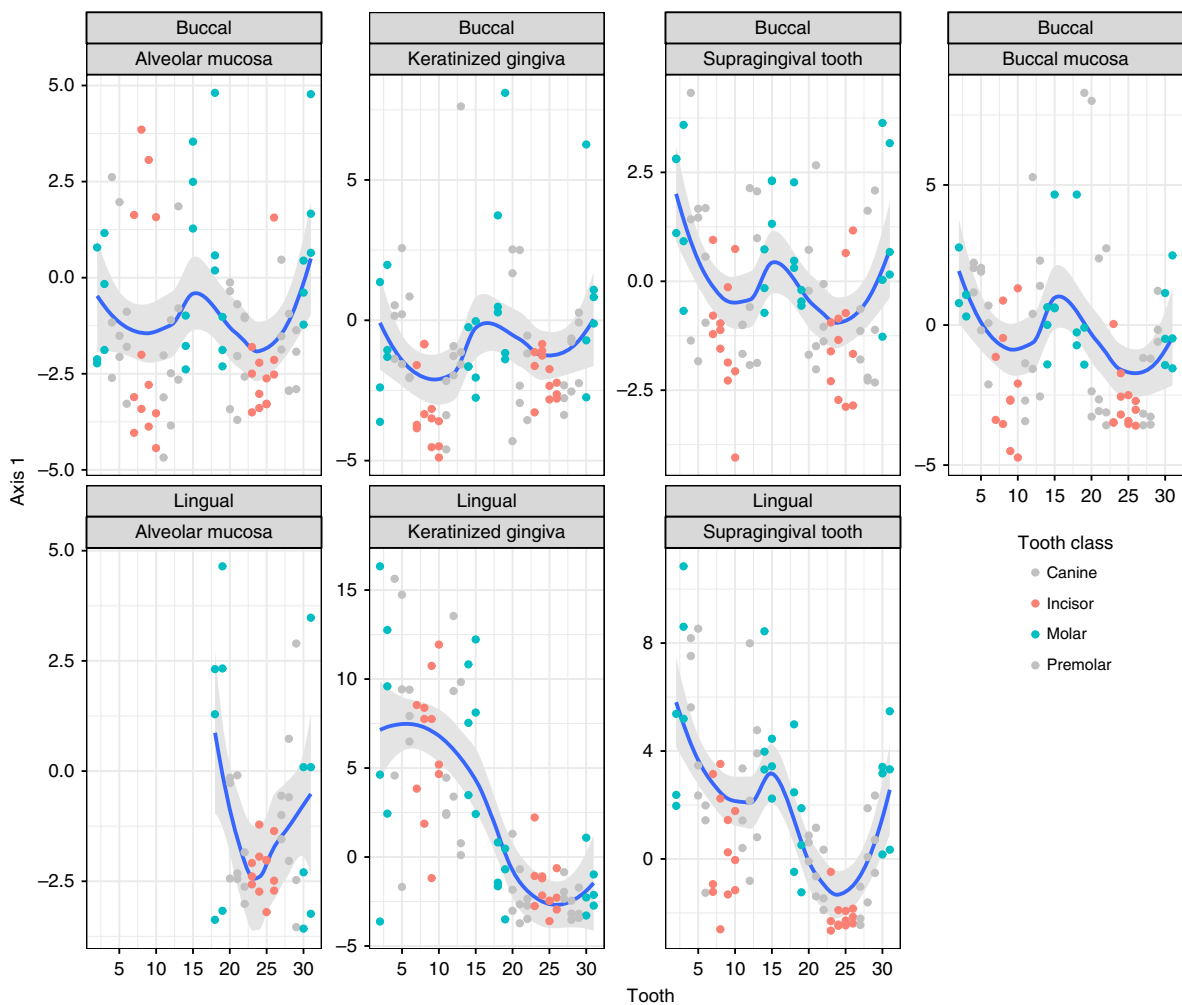 Buccal
Alveolar mucosa
5.0
2.5
0.0
−2.5
−5.0
Buccal
Keratinized gingiva
5
0
−5
Buccal
Supragingival tooth
2.5
0.0
−2.5
Buccal
Buccal mucosa
5
0
−5
5 10 15 20 25 30
Axis 1
Lingual
Alveolar mucosa
5.0
2.5
0.0
−2.5
5 10 15 20 25 30
Lingual
Keratinized gingiva
15
10
5
0
−5
5 10 15 20 25 30
Lingual
Supragingival tooth
8
4
0
5 10 15 20 25 30
Tooth
Tooth class
Canine
Incisor
Molar
Premolar